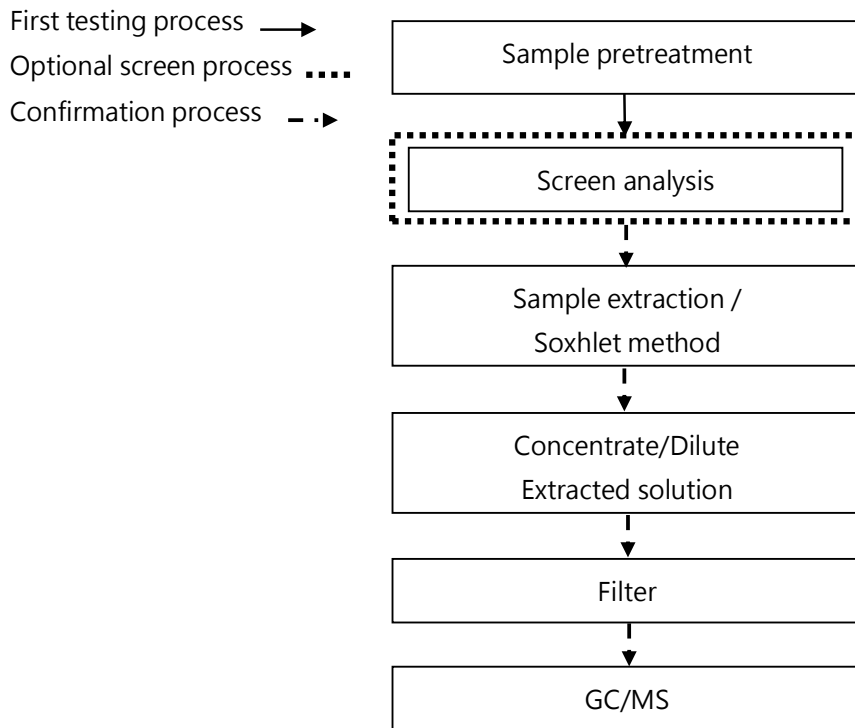 First testing process
Optional screen process
Confirmation process
Sample pretreatment
Screen analysis
Sample extraction /
Soxhlet method
Concentrate/Dilute
Extracted solution
Filter
GC/MS